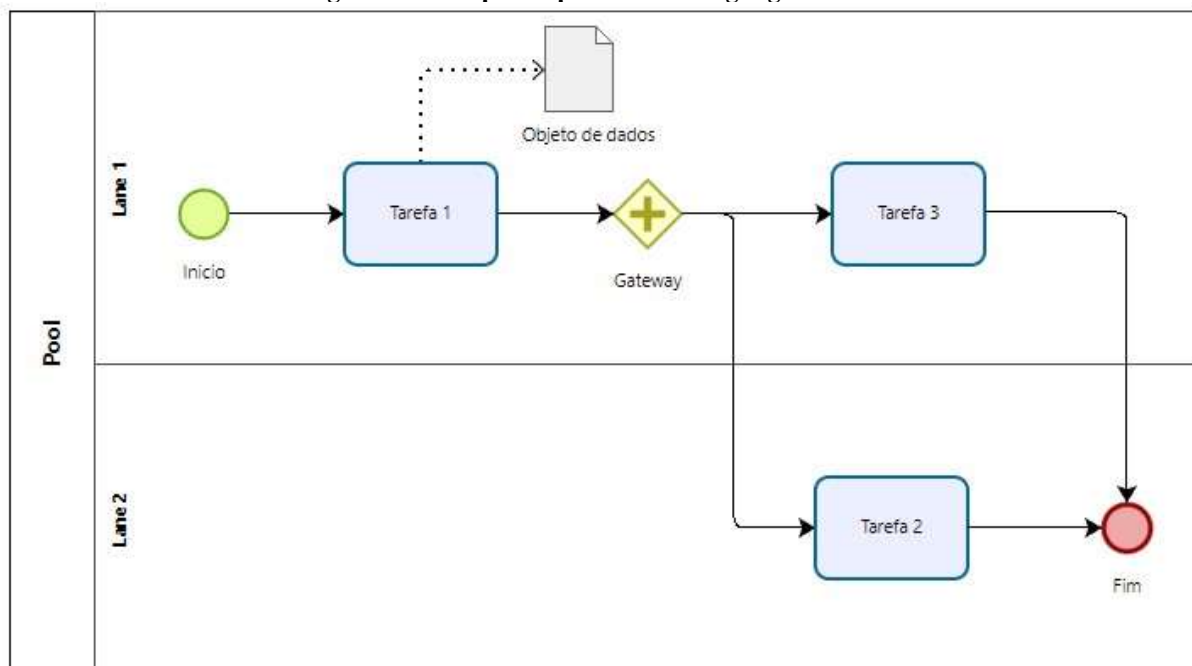 Pool
Lane 1
Objeto de dados
Inicio
Tarefa 1
Gateway
Tarefa 3
Lane 2
Tarefa 2
Fim